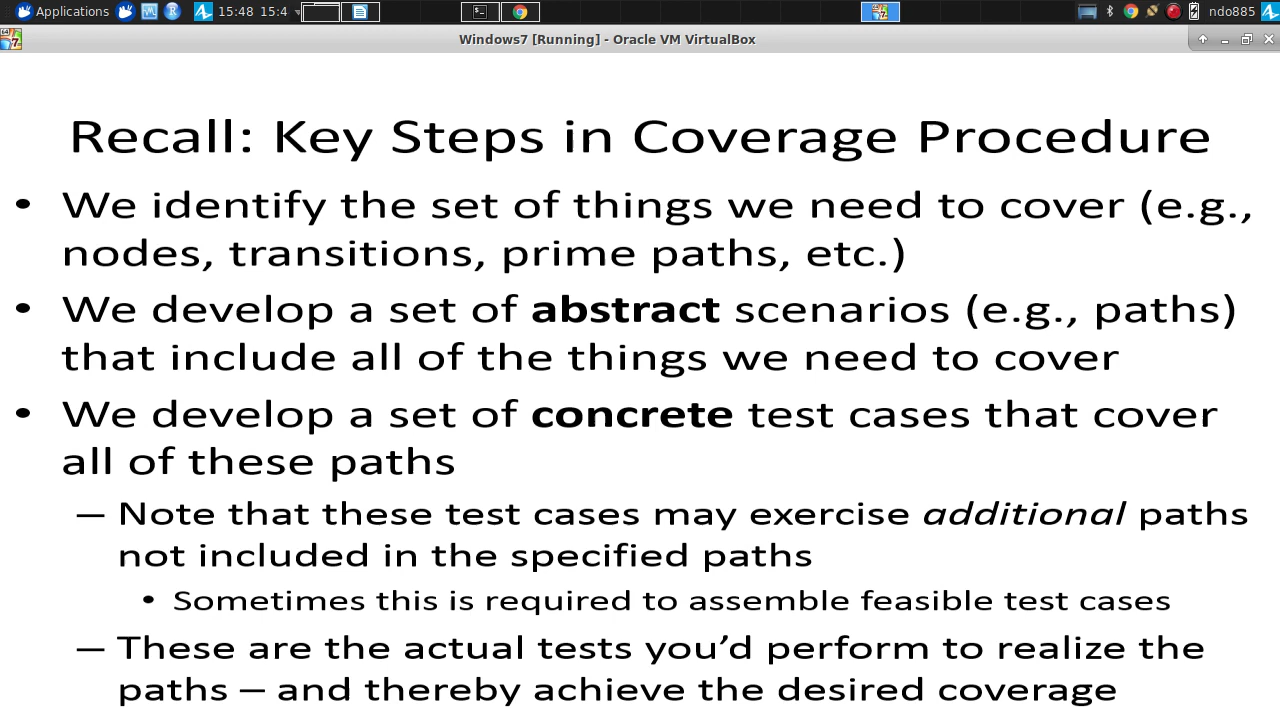 Applications 15:48 15:4 ndo885
Windows7 [Running] - Oracle VM VirtualBox
Recall: Key Steps in Coverage Procedure
• We identify the set of things we need to cover (e.g.,
nodes, transitions, prime paths, etc.)
• We develop a set of abstract scenarios (e.g., paths)
that include all of the things we need to cover
• We develop a set of concrete test cases that cover
all of these paths
– Note that these test cases may exercise additional paths
not included in the specified paths
• Sometimes this is required to assemble feasible test cases
– These are the actual tests you’d perform to realize the
paths – and thereby achieve the desired coverage